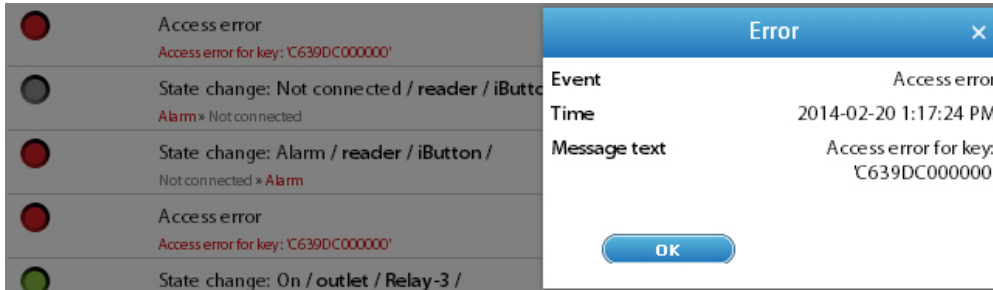 Access error
Access error for key: 'C639DC000000'
State change: Not connected / reader / iButto
Alarm » Not connected
State change: Alarm / reader / iButton /
Not connected » Alarm
Access error
Access error for key: 'C639DC000000'
State change: On / outlet / Relay-3 /
Error ×
Event Access error
Time 2014-02-20 1:17:24 PM
Message text Access error for key:
'C639DC000000
OK